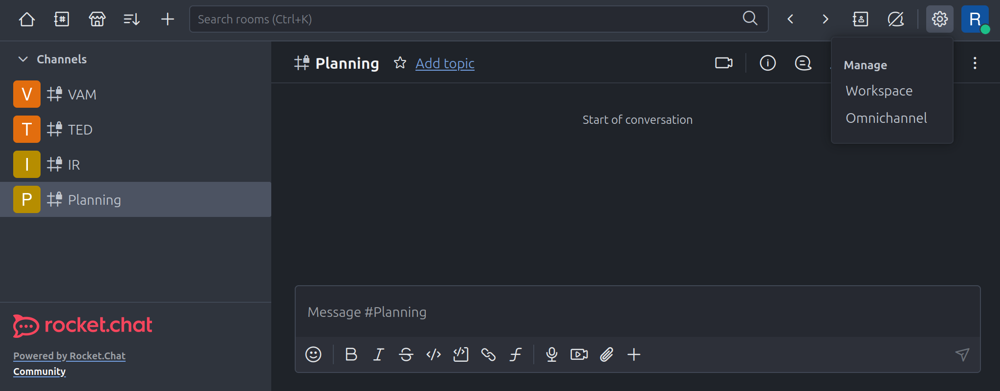 Search rooms (Ctrl+K)
R
Channels
V VAM
T TED
I IR
P Planning
rocket.chat
Powered by Rocket.Chat
Community
Planning Add topic
Start of conversation
Message #Planning
Manage
Workspace
Omnichannel